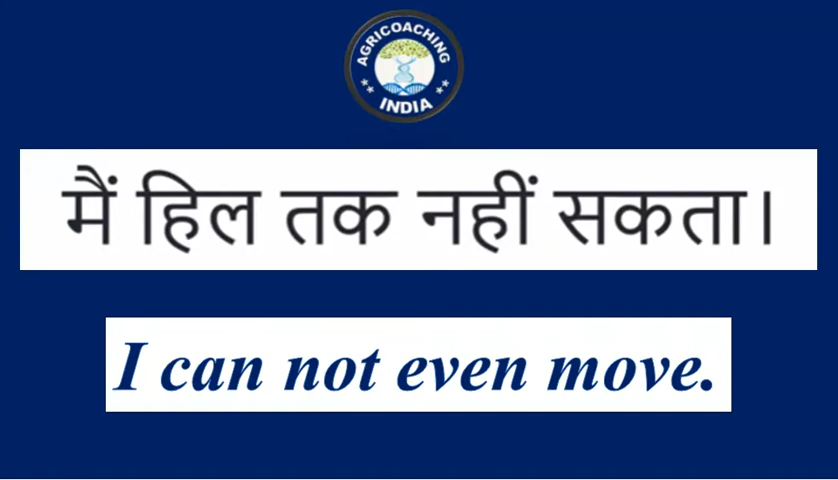 AGRICOACHING
INDIA
मैं हिल तक नहीं सकता।
I can not even move.